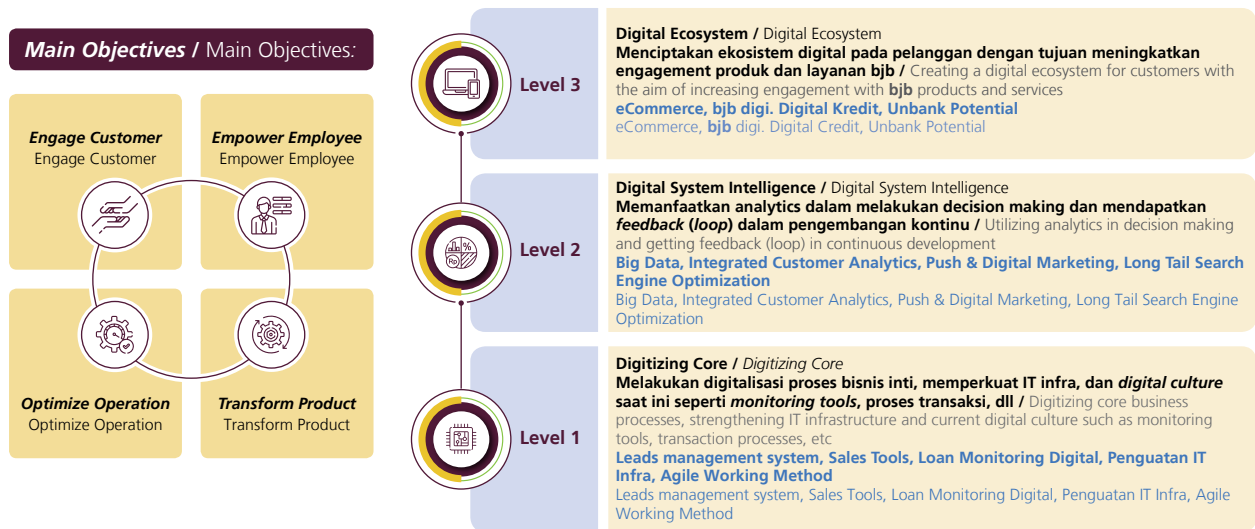 Main Objectives / Main Objectives:
Engage Customer
Engage Customer
Empower Employee
Empower Employee
Optimize Operation
Optimize Operation
Transform Product
Transform Product
Level 3
Digital Ecosystem / Digital Ecosystem
Menciptakan ekosistem digital pada pelanggan dengan tujuan meningkatkan
engagement produk dan layanan bjb / Creating a digital ecosystem for customers with
the aim of increasing engagement with bjb products and services
eCommerce, bjb digi. Digital Kredit, Unbank Potential
eCommerce, bjb digi. Digital Credit, Unbank Potential
%
Rp
Level 2
Digital System Intelligence / Digital System Intelligence
Memanfaatkan analytics dalam melakukan decision making dan mendapatkan
feedback (loop) dalam pengembangan kontinu / Utilizing analytics in decision making
and getting feedback (loop) in continuous development
Big Data, Integrated Customer Analytics, Push & Digital Marketing, Long Tail Search
Engine Optimization
Big Data, Integrated Customer Analytics, Push & Digital Marketing, Long Tail Search Engine
Optimization
Level 1
Digitizing Core / Digitizing Core
Melakukan digitalisasi proses bisnis inti, memperkuat IT infra, dan digital culture
saat ini seperti monitoring tools, proses transaksi, dll / Digitizing core business
processes, strengthening IT infrastructure and current digital culture such as monitoring
tools, transaction processes, etc
Leads management system, Sales Tools, Loan Monitoring Digital, Penguatan IT
Infra, Agile Working Method
Leads management system, Sales Tools, Loan Monitoring Digital, Penguatan IT Infra, Agile
Working Method